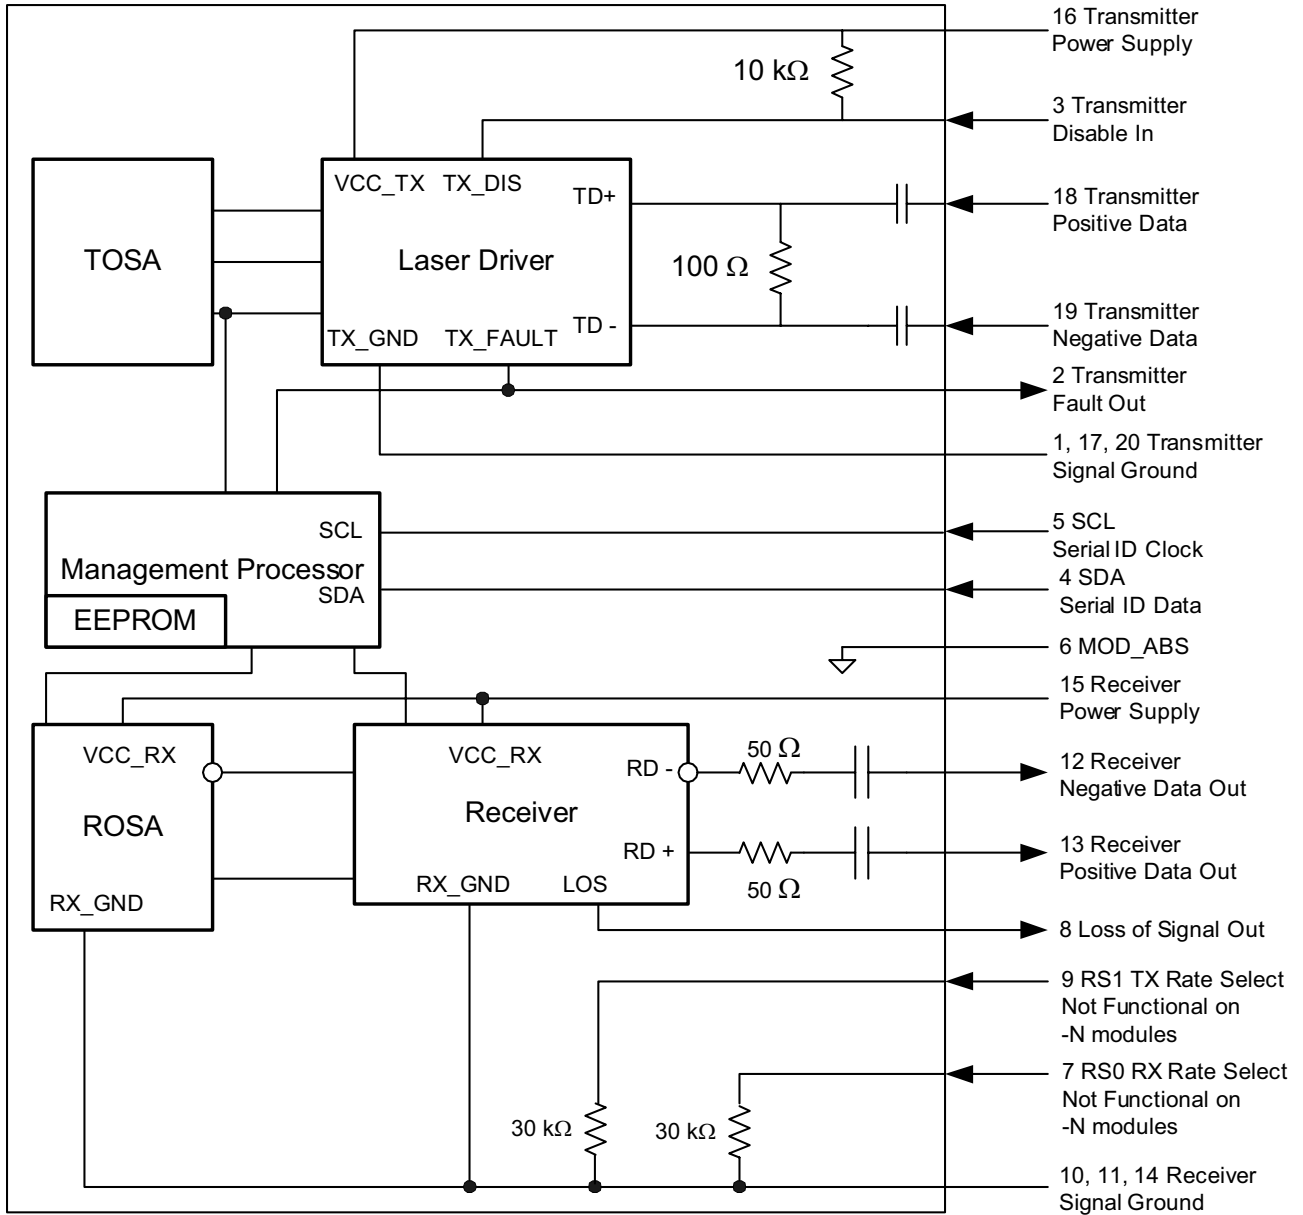 16 Transmitter
Power Supply
10 kΩ
3 Transmitter
Disable In
VCC_TX TX_DIS
TD+
18 Transmitter
Positive Data
TOSA
Laser Driver
100 Ω
TX_GND TX_FAULT
TD -
19 Transmitter
Negative Data
2 Transmitter
Fault Out
1, 17, 20 Transmitter
Signal Ground
SCL
5 SCL
Serial ID Clock
Management Processor
SDA
4 SDA
Serial ID Data
EEPROM
6 MOD_ABS
15 Receiver
Power Supply
VCC_RX
VCC_RX
RD -
50 Ω
12 Receiver
Negative Data Out
ROSA
Receiver
RD +
50 Ω
13 Receiver
Positive Data Out
RX_GND
RX_GND LOS
8 Loss of Signal Out
9 RS1 TX Rate Select
Not Functional on
-N modules
7 RS0 RX Rate Select
Not Functional on
-N modules
30 kΩ
30 kΩ
10, 11, 14 Receiver
Signal Ground